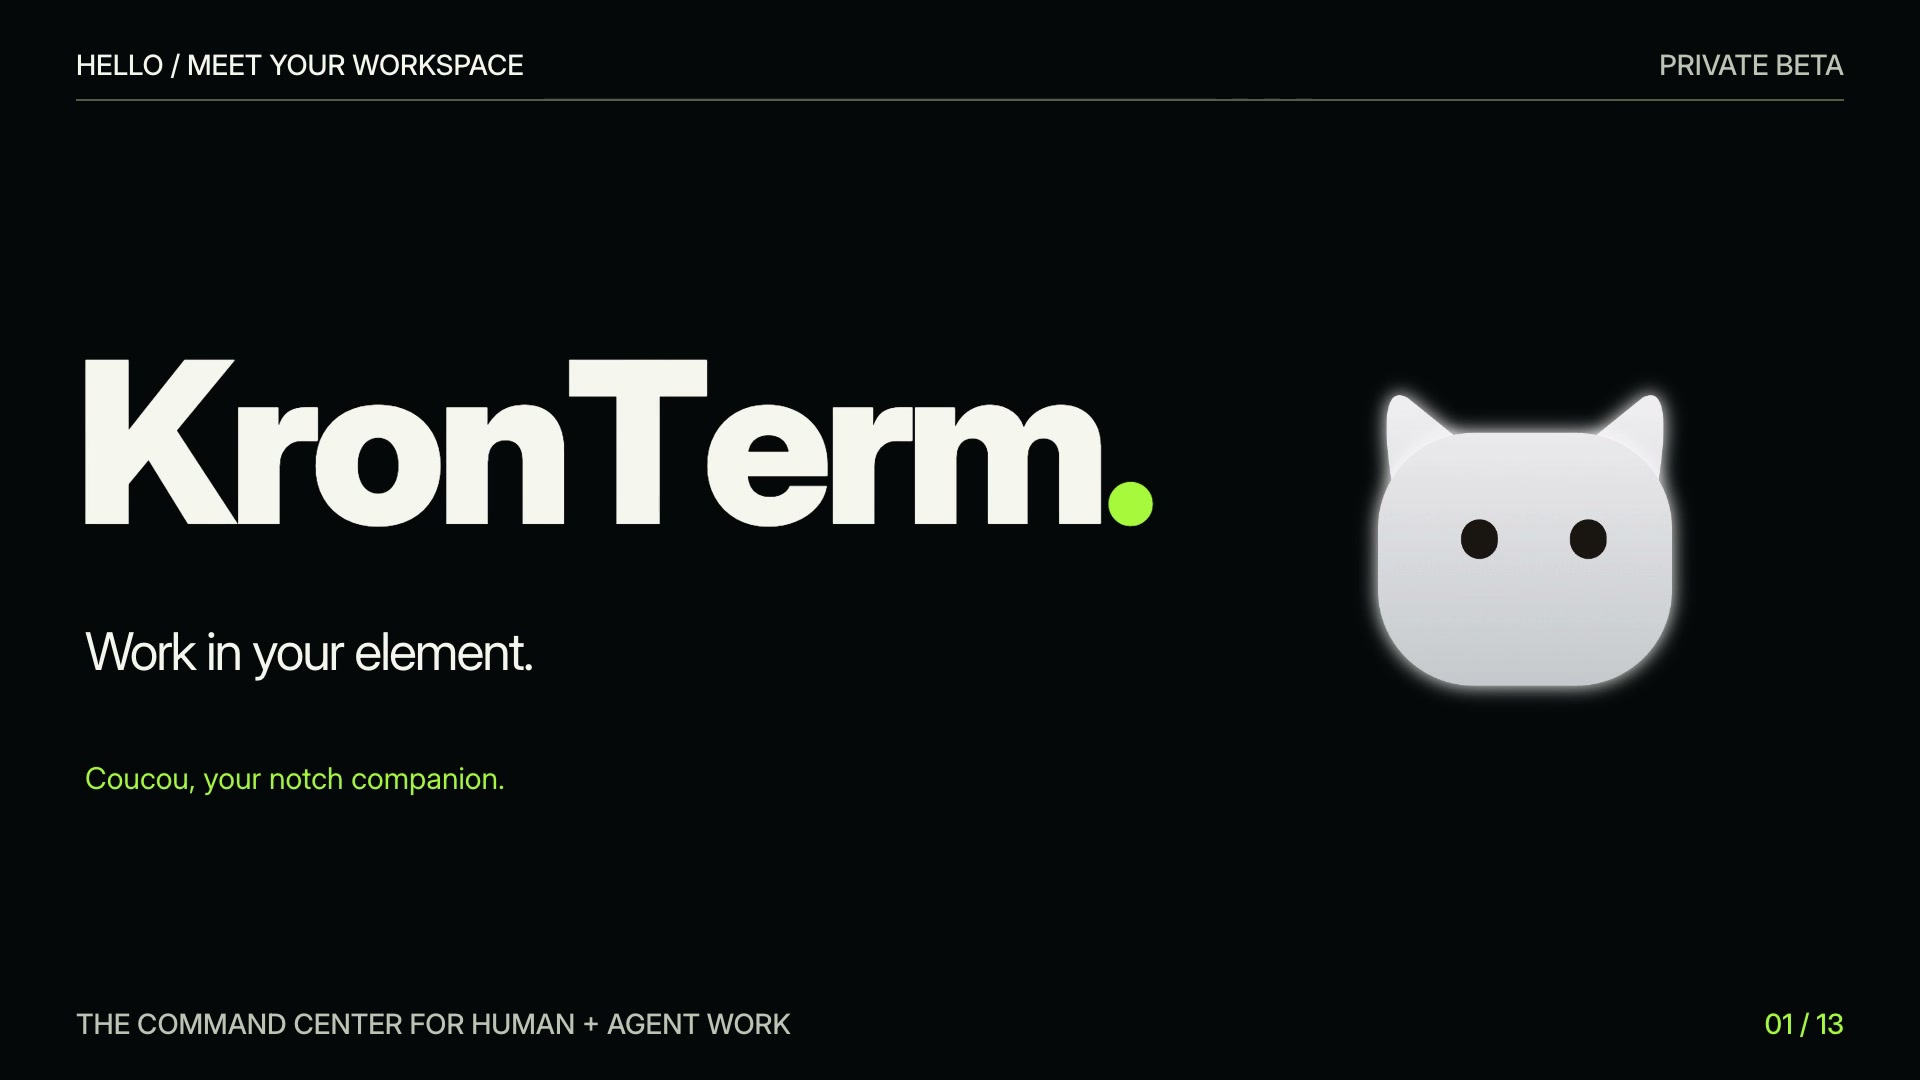 HELLO / MEET YOUR WORKSPACE
PRIVATE BETA
KronTerm.
Work in your element.
Coucou, your notch companion.
THE COMMAND CENTER FOR HUMAN + AGENT WORK
01 / 13